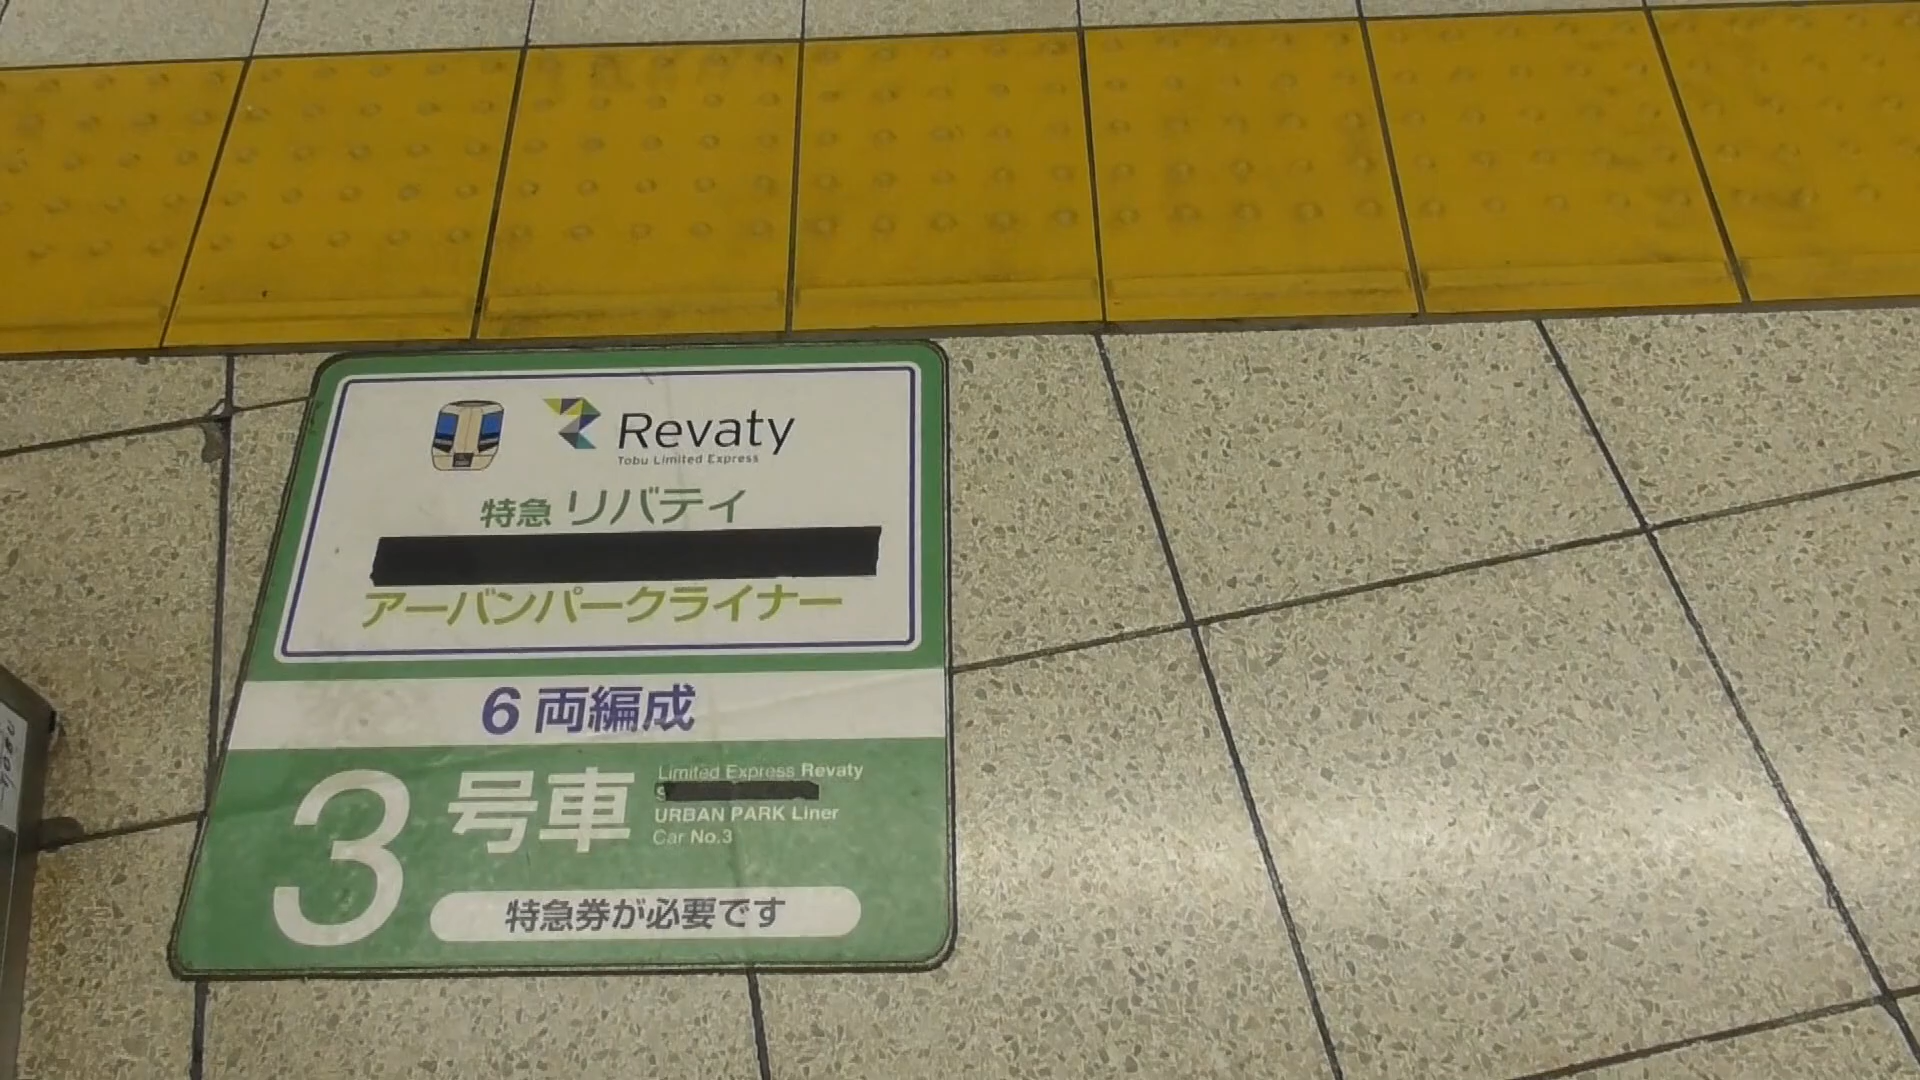 Revaty
Tobu Limited Express
特急 リバティ
アーバンパークライナー
6両編成
3号車
Limited Express Revaty
URBAN PARK Liner
Car No.3
特急券が必要です